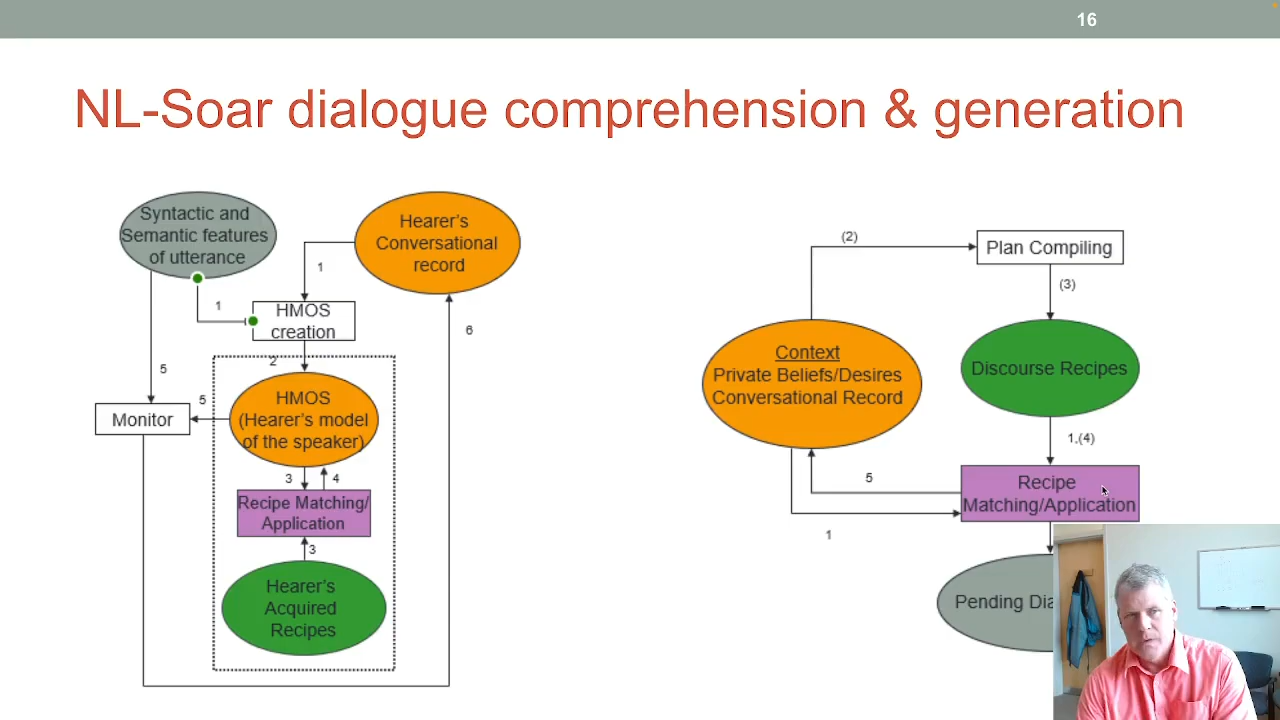 16
NL-Soar dialogue comprehension & generation
Syntactic and
Semantic features
of utterance
Hearer's
Conversational
record
1
1
HMOS
creation
2
6
5
5
Monitor
HMOS
(Hearer's model
of the speaker)
3
4
Recipe Matching/
Application
3
Hearer's
Acquired
Recipes
(2)
Plan Compiling
(3)
Context
Private Beliefs/Desires
Conversational Record
Discourse Recipes
1.(4)
5
Recipe
Matching/Application
1
Pending Dia